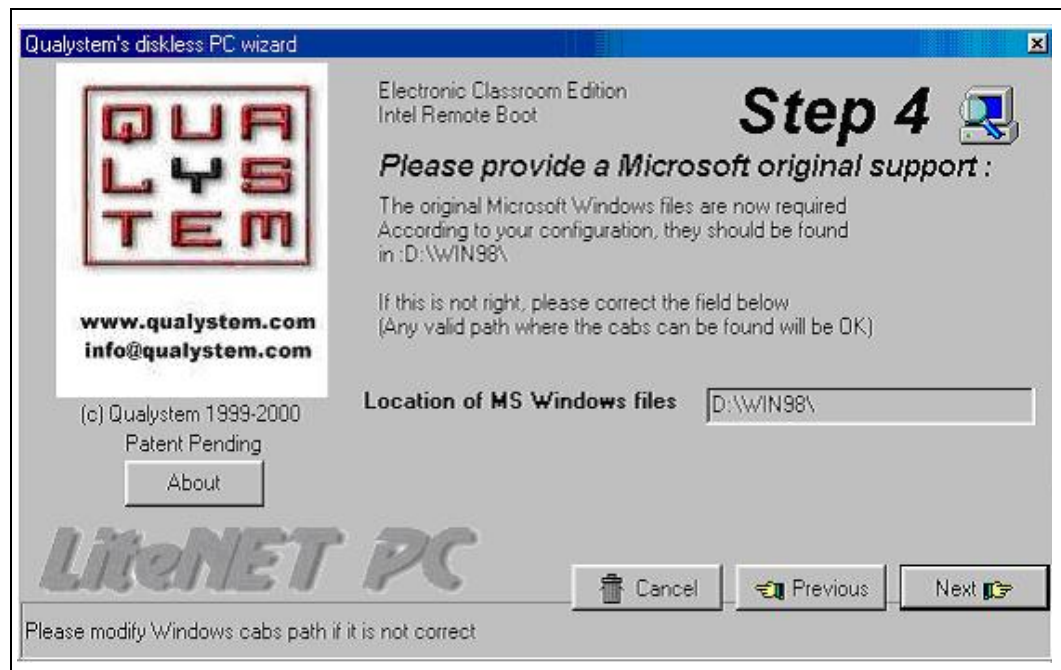 Qualystem's diskless PC wizard
QUA
LYS
TEM
www.qualystem.com
info@qualystem.com
(c) Qualystem 1999-2000
Patent Pending
About
Electronic Classroom Edition
Intel Remote Boot
Step 4
Please provide a Microsoft original support :
The original Microsoft Windows files are now required
According to your configuration, they should be found
in :D:\WIN98\
If this is not right, please correct the field below
(Any valid path where the cabs can be found will be OK)
Location of MS Windows files
D:\WIN98\
LiteNET PC
Cancel
Previous
Next
Please modify Windows cabs path if it is not correct